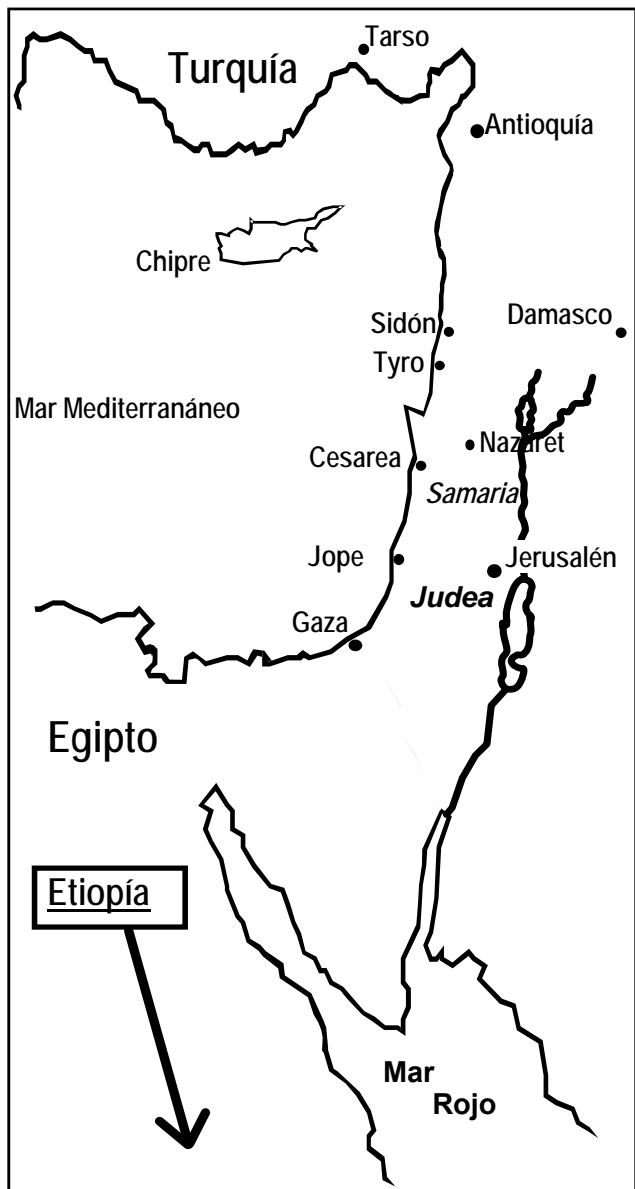 Tarso
Turquía
Antioquía
Chipre
Sidón
Damasco
Tyro
Mar Mediterranáneo
Nazaret
Cesarea
Samaria
Jope
Jerusalén
Judea
Gaza
Egipto
Etiopía
Mar
Rojo